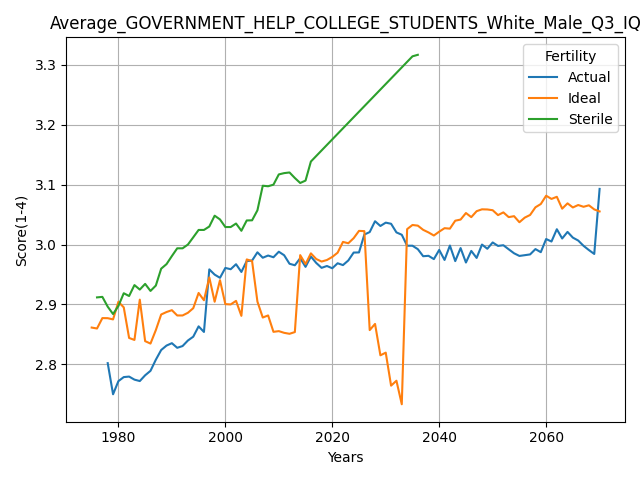 Average_GOVERNMENT_HELP_COLLEGE_STUDENTS_White_Male_Q3_IQ
Score(1-4)
3.3
3.2
3.1
3.0
2.9
2.8
Fertility
Actual
Ideal
Sterile
1980
2000
2020
2040
2060
Years